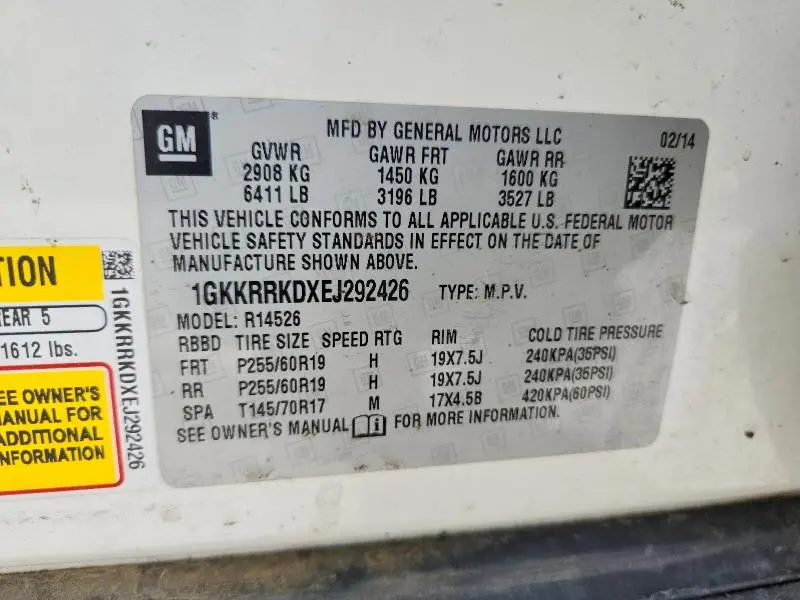 GM
MFD BY GENERAL MOTORS LLC 02/14
GVWR GAWR FRT GAWR RR
2908 KG 1450 KG 1600 KG
6411 LB 3196 LB 3527 LB
THIS VEHICLE CONFORMS TO ALL APPLICABLE U.S. FEDERAL MOTOR
VEHICLE SAFETY STANDARDS IN EFFECT ON THE DATE OF
MANUFACTURE SHOWN ABOVE.
1GKKRRKDXEJ292426 TYPE: M.P.V.
MODEL: R14526
RBBD TIRE SIZE SPEED RTG RIM COLD TIRE PRESSURE
FRT P255/60R19 H 19X7.5J 240KPA(35PSI)
RR P255/60R19 H 19X7.5J 240KPA(35PSI)
SPA T145/70R17 M 17X4.5B 420KPA(60PSI)
SEE OWNER'S MANUAL FOR MORE INFORMATION.
TION
EAR 5
1612 lbs.
SEE OWNER'S
MANUAL FOR
ADDITIONAL
INFORMATION
1GKKRRKDXEJ292426